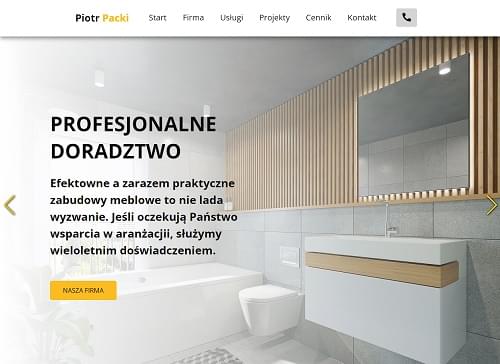 Piotr Packi Start Firma Usługi Projekty Cennik Kontakt
PROFESJONALNE
DORADZTWO
Efektowne a zarazem praktyczne
zabudowy meblowe to nie lada
wyzwanie. Jeśli oczekują Państwo
wsparcia w aranżacjii, służymy
wieloletnim doświadczeniem.
NASZA FIRMA